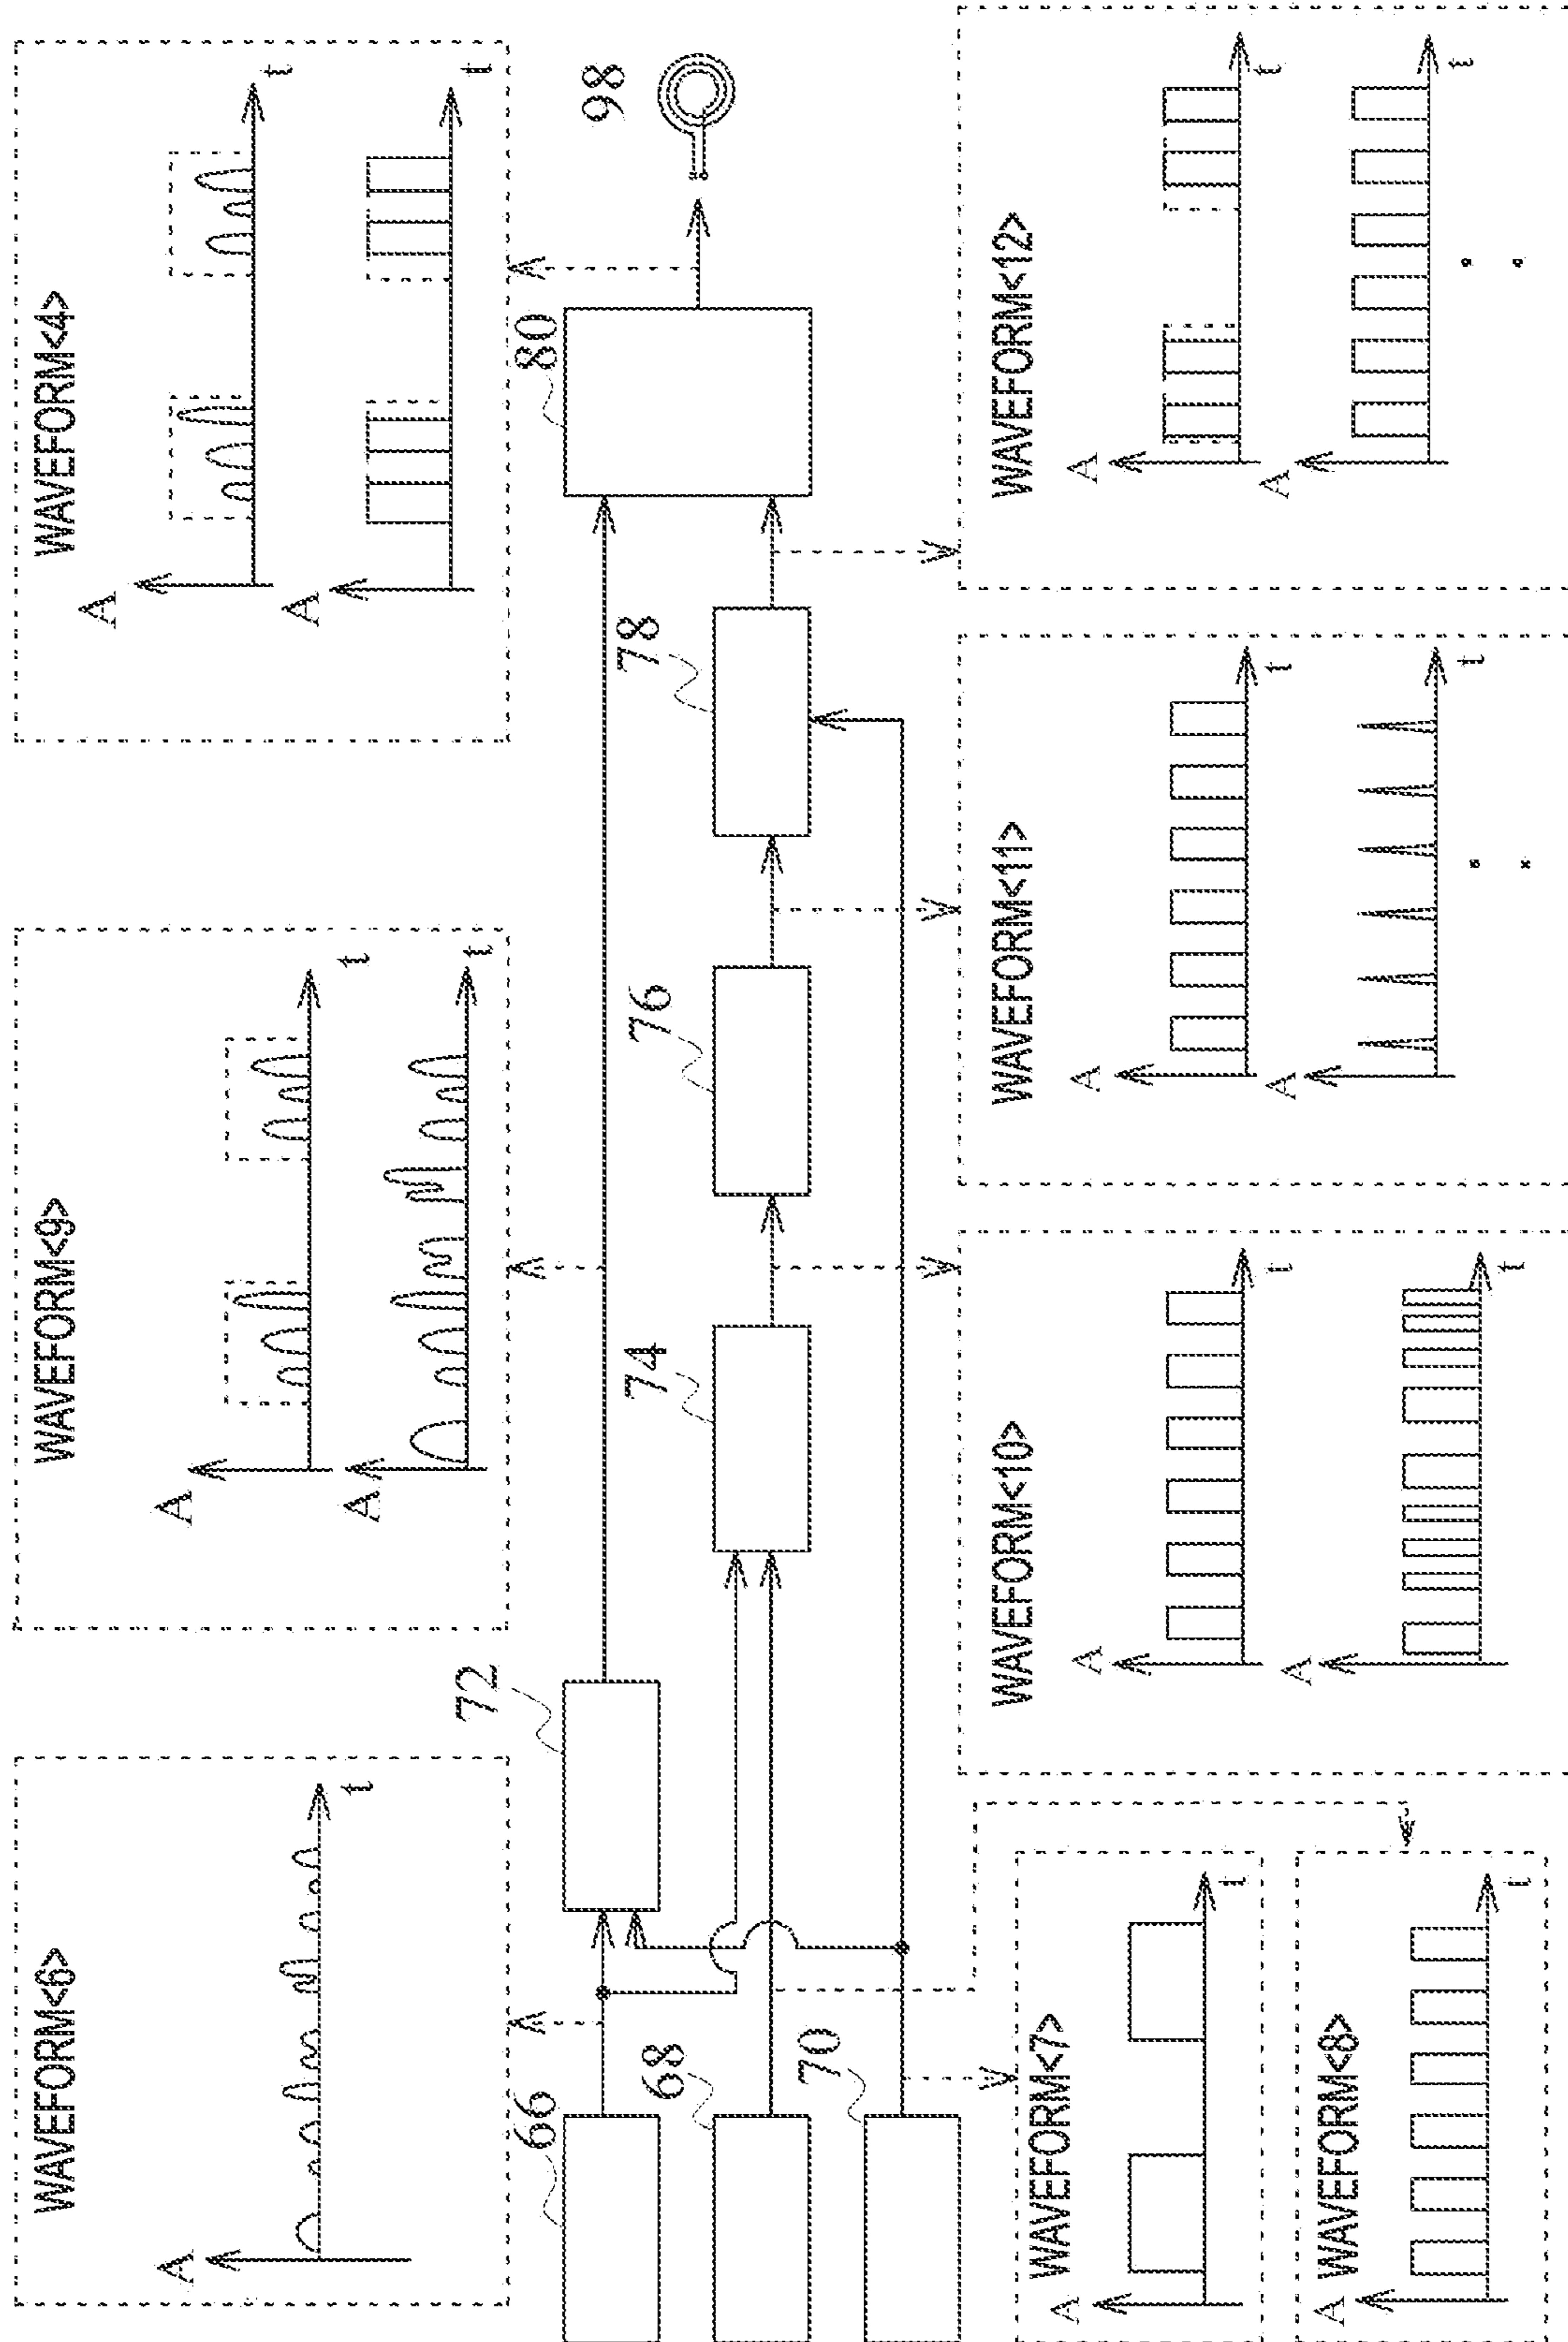 WAVEFORM<6>
A
t
WAVEFORM<9>
A
t
A
t
WAVEFORM<4>
A
t
A
t
66
68
70
72
74
76
78
80
98
WAVEFORM<7>
A
t
WAVEFORM<8>
A
t
WAVEFORM<10>
A
t
A
t
WAVEFORM<11>
A
t
A
t
WAVEFORM<12>
A
t
A
t